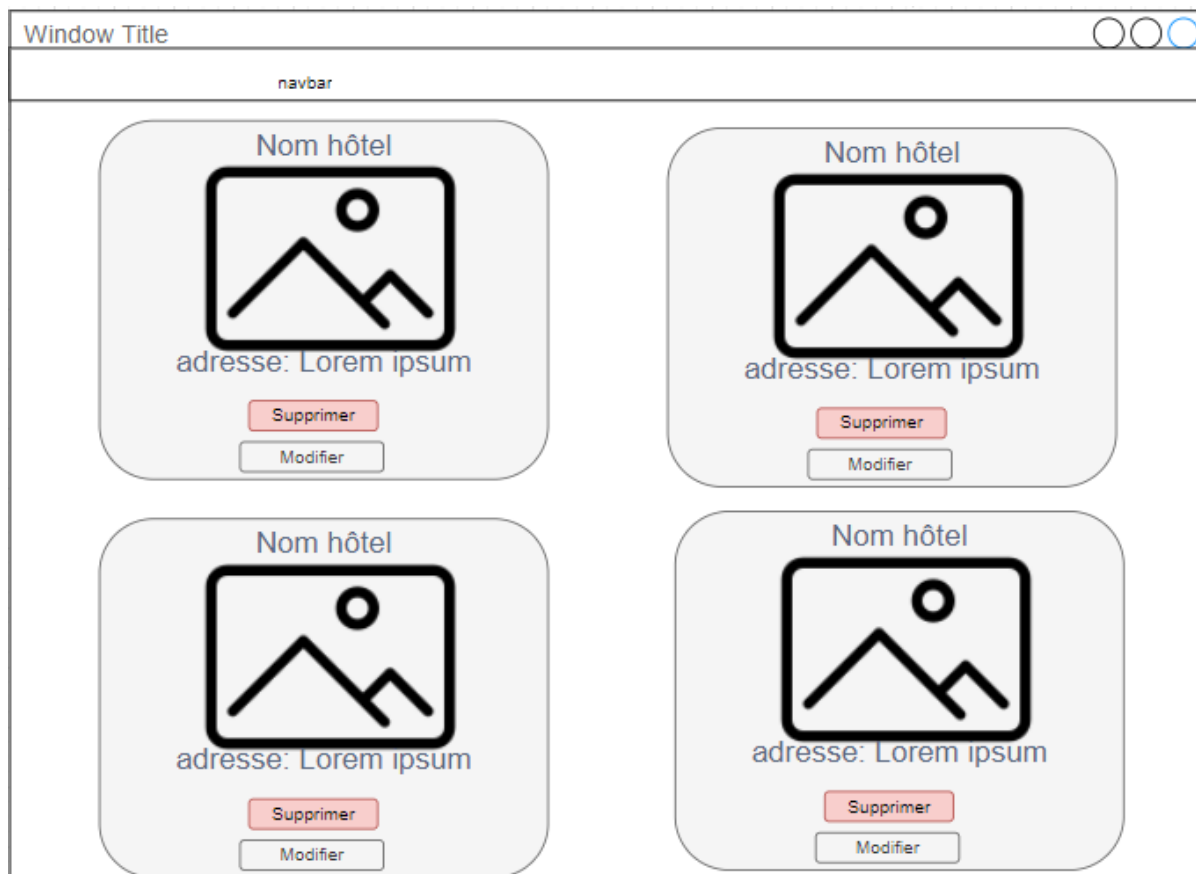 Window Title
navbar
Nom hôtel
adresse: Lorem ipsum
Supprimer
Modifier
Nom hôtel
adresse: Lorem ipsum
Supprimer
Modifier
Nom hôtel
adresse: Lorem ipsum
Supprimer
Modifier
Nom hôtel
adresse: Lorem ipsum
Supprimer
Modifier